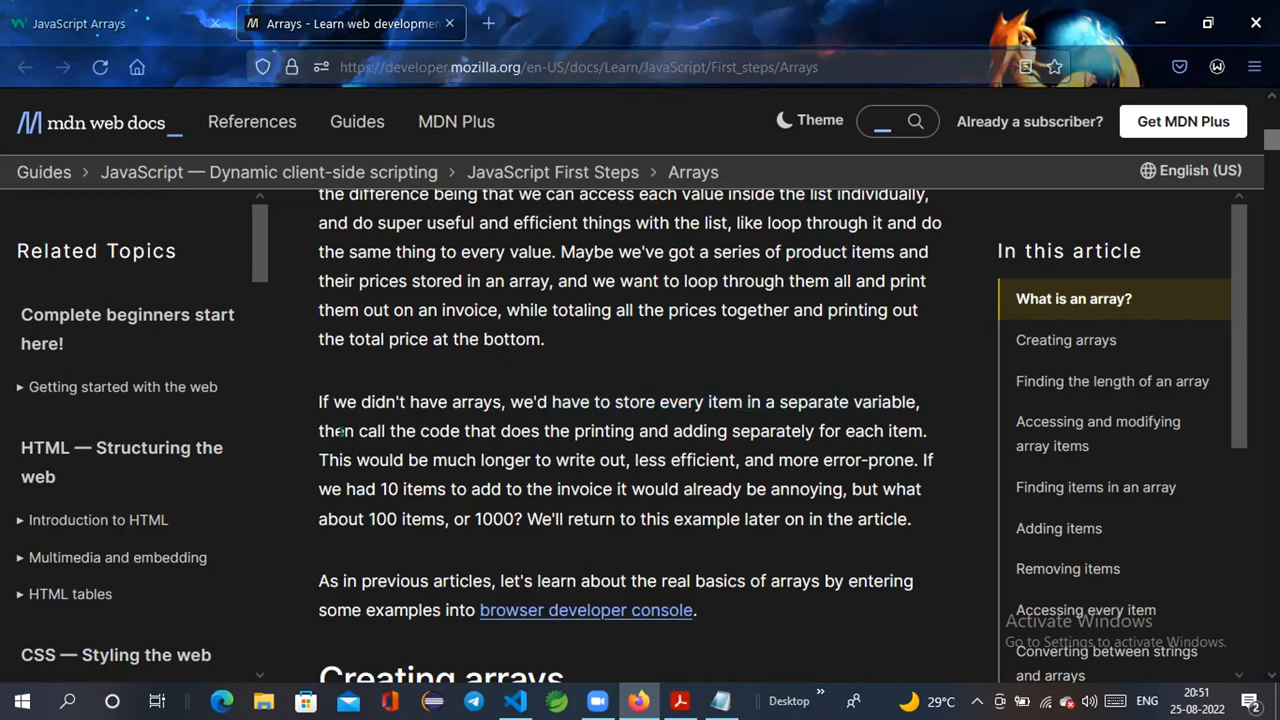 JavaScript Arrays
Arrays - Learn web developmen
https://developer.mozilla.org/en-US/docs/Learn/JavaScript/First_steps/Arrays
mdn web docs_
References
Guides
MDN Plus
Theme
Already a subscriber?
Get MDN Plus
Guides
JavaScript — Dynamic client-side scripting
JavaScript First Steps
Arrays
English (US)
Related Topics
Complete beginners start
here!
Getting started with the web
HTML — Structuring the
web
Introduction to HTML
Multimedia and embedding
HTML tables
CSS — Styling the web
the difference being that we can access each value inside the list individually,
and do super useful and efficient things with the list, like loop through it and do
the same thing to every value. Maybe we've got a series of product items and
their prices stored in an array, and we want to loop through them all and print
them out on an invoice, while totaling all the prices together and printing out
the total price at the bottom.
If we didn't have arrays, we'd have to store every item in a separate variable,
then call the code that does the printing and adding separately for each item.
This would be much longer to write out, less efficient, and more error-prone. If
we had 10 items to add to the invoice it would already be annoying, but what
about 100 items, or 1000? We'll return to this example later on in the article.
As in previous articles, let's learn about the real basics of arrays by entering
some examples into browser developer console.
Creating arrays
In this article
What is an array?
Creating arrays
Finding the length of an array
Accessing and modifying
array items
Finding items in an array
Adding items
Removing items
Accessing every item
Converting between strings
and arrays
Activate Windows
Go to Settings to activate Windows.
Desktop
29°C
ENG
20:51
25-08-2022
2